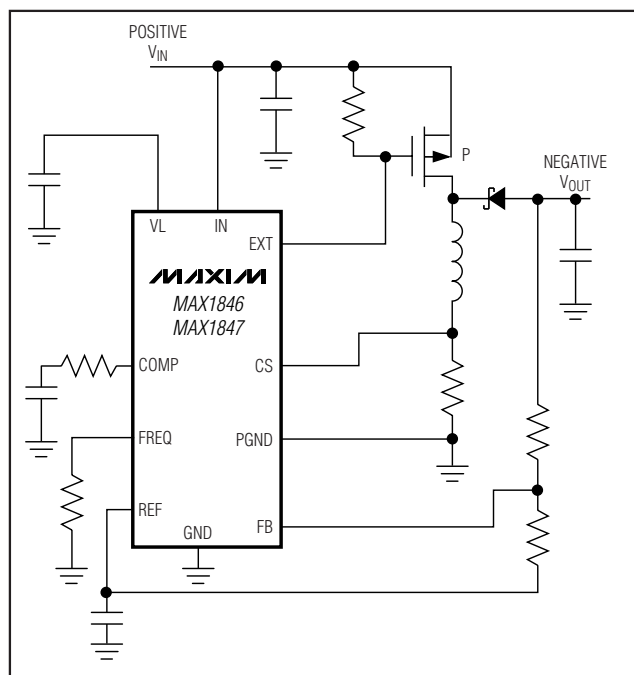 POSITIVE
VIN
P
NEGATIVE
VOUT
VL
IN
EXT
MAXIM
MAX1846
MAX1847
COMP
CS
FREQ
PGND
REF
GND
FB